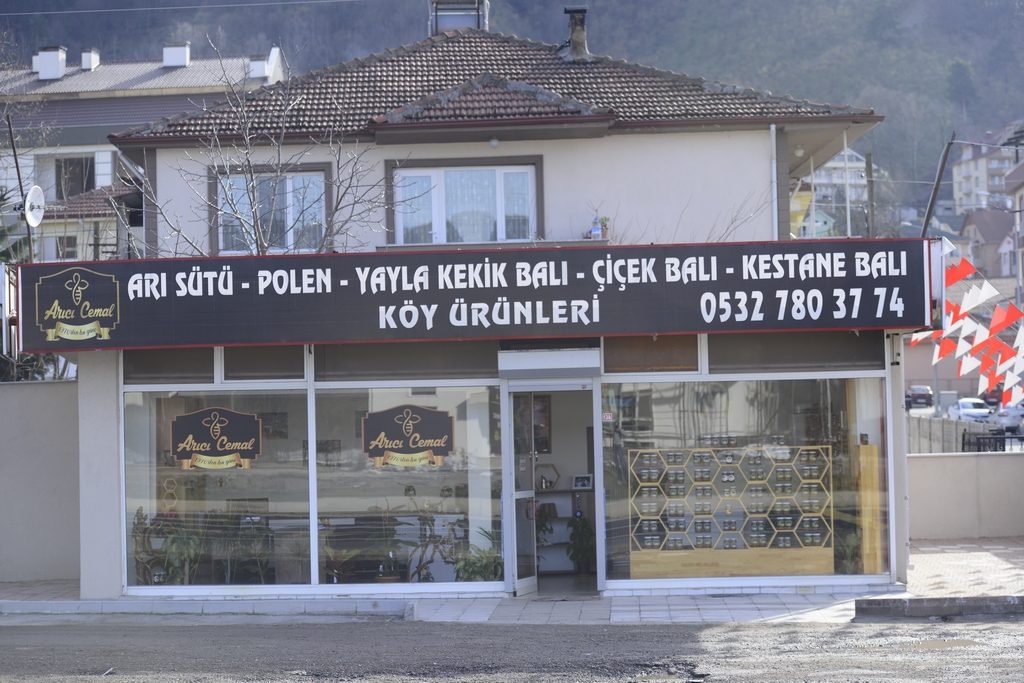 ARI SÜTÜ - POLEN - YAYLA KEKİK BALI - ÇİÇEK BALI - KESTANE BALI
KÖY ÜRÜNLERİ 0532 780 37 74
Arıcı Cemal
Arıcı Cemal
Arıcı Cemal